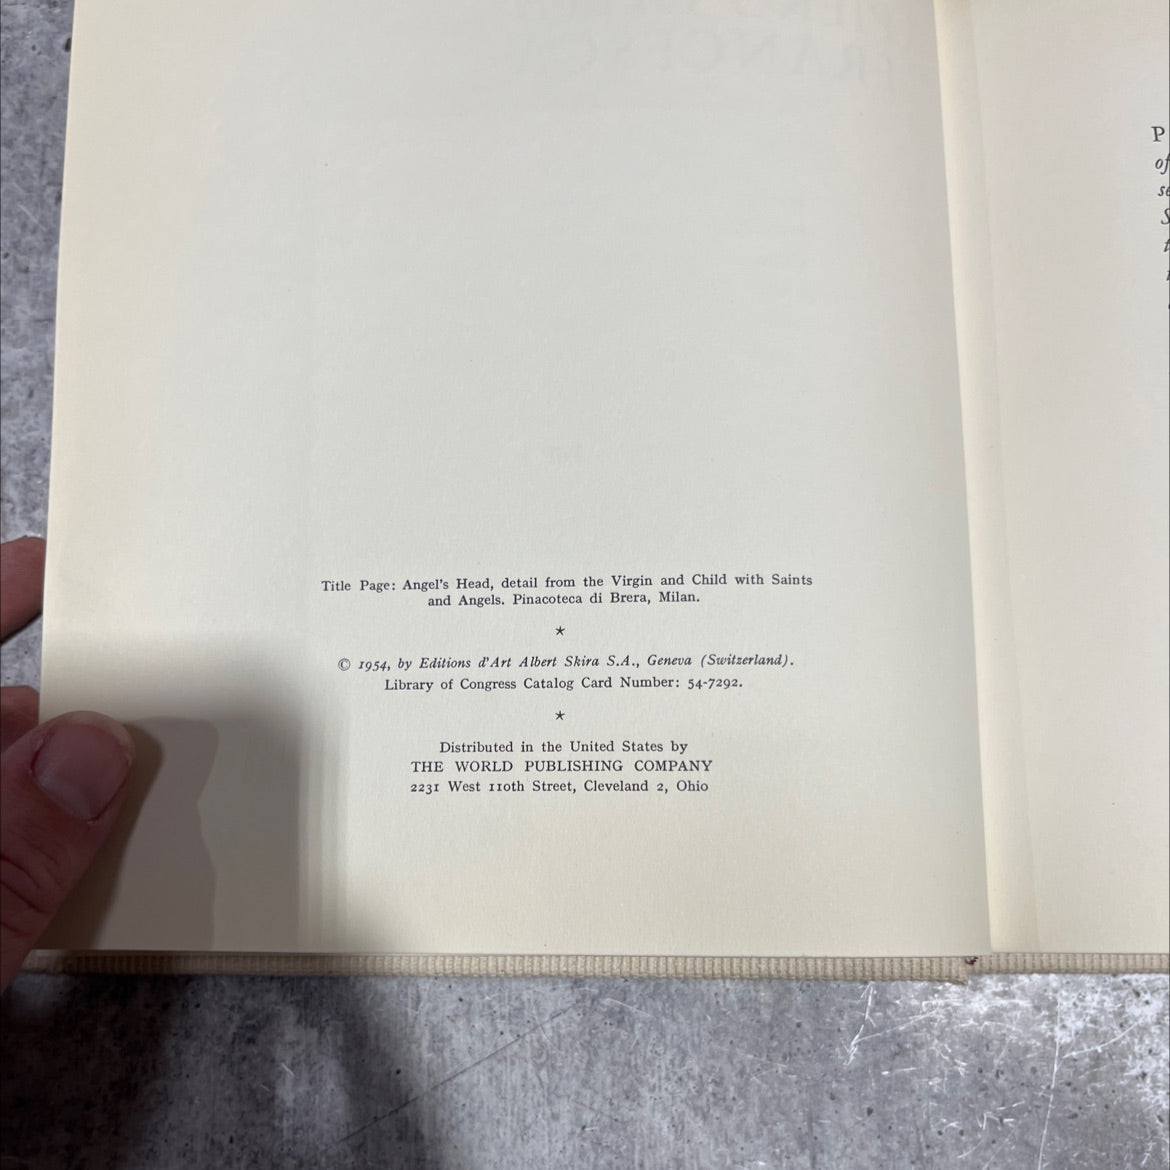 Title Page: Angel's Head, detail from the Virgin and Child with Saints
and Angels. Pinacoteca di Brera, Milan.
*
© 1954, by Editions d'Art Albert Skira S.A., Geneva (Switzerland).
Library of Congress Catalog Card Number: 54-7292.
*
Distributed in the United States by
THE WORLD PUBLISHING COMPANY
2231 West 110th Street, Cleveland 2, Ohio
P
of
se
S
t